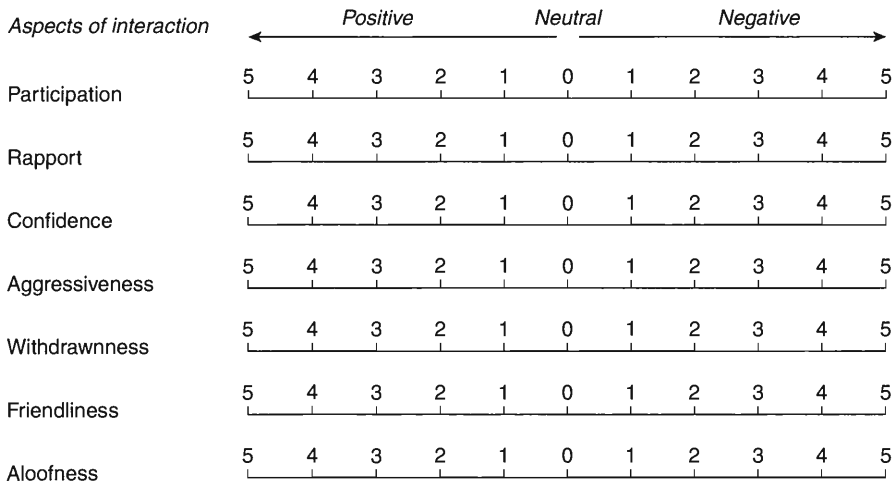 Aspects of interaction Positive Neutral Negative
5 4 3 2 1 0 1 2 3 4 5
Participation
5 4 3 2 1 0 1 2 3 4 5
Rapport
5 4 3 2 1 0 1 2 3 4 5
Confidence
5 4 3 2 1 0 1 2 3 4 5
Aggressiveness
5 4 3 2 1 0 1 2 3 4 5
Withdrawnness
5 4 3 2 1 0 1 2 3 4 5
Friendliness
5 4 3 2 1 0 1 2 3 4 5
Aloofness